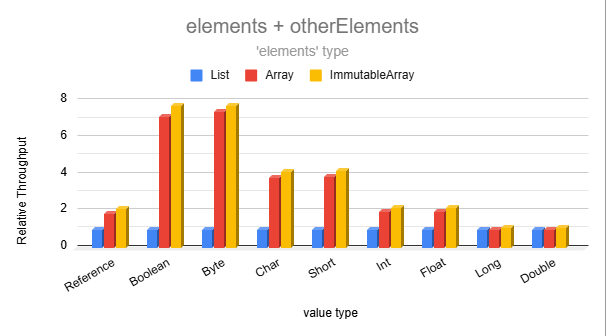 elements + otherElements
'elements' type
List Array ImmutableArray
Relative Throughput
8
6
4
2
0
Reference Boolean Byte Char Short Int Float Long Double
value type